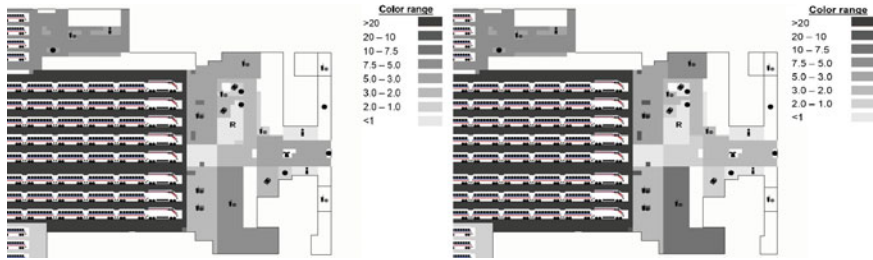 Color range
>20
20 – 10
10 – 7.5
7.5 – 5.0
5.0 – 3.0
3.0 – 2.0
2.0 – 1.0
<1
R
Color range
>20
20 – 10
10 – 7.5
7.5 – 5.0
5.0 – 3.0
3.0 – 2.0
2.0 – 1.0
<1
R